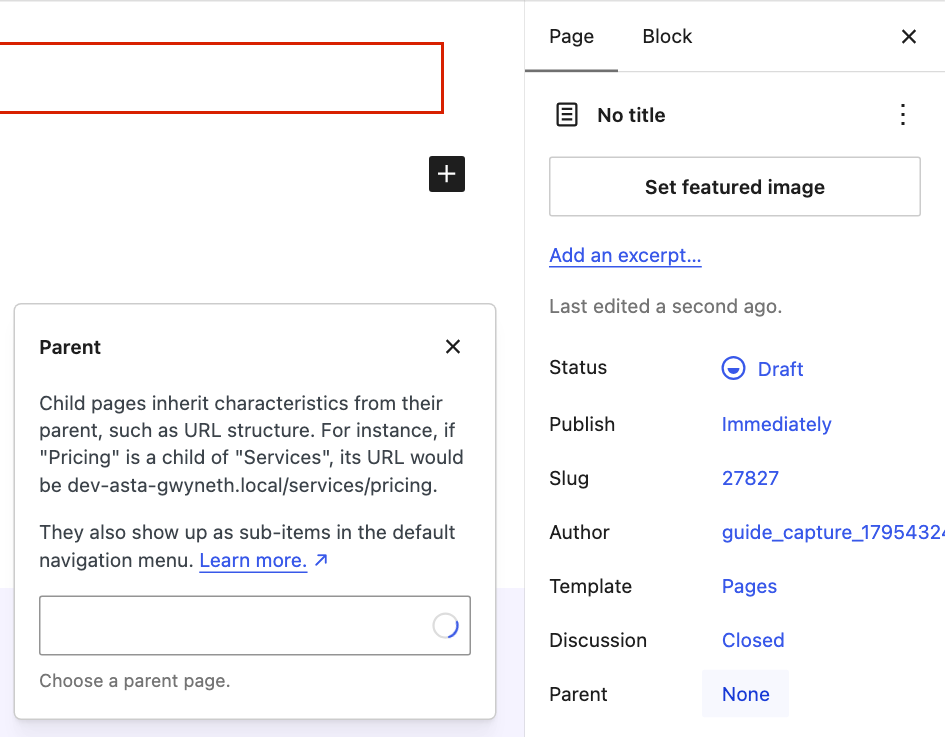 Page
Block
No title
Set featured image
Add an excerpt…
Last edited a second ago.
Status
Draft
Publish
Immediately
Slug
27827
Author
guide_capture_1795432
Template
Pages
Discussion
Closed
Parent
None
Parent
Child pages inherit characteristics from their
parent, such as URL structure. For instance, if
"Pricing" is a child of "Services", its URL would
be dev-asta-gwyneth.local/services/pricing.
They also show up as sub-items in the default
navigation menu. Learn more. ↗
Choose a parent page.